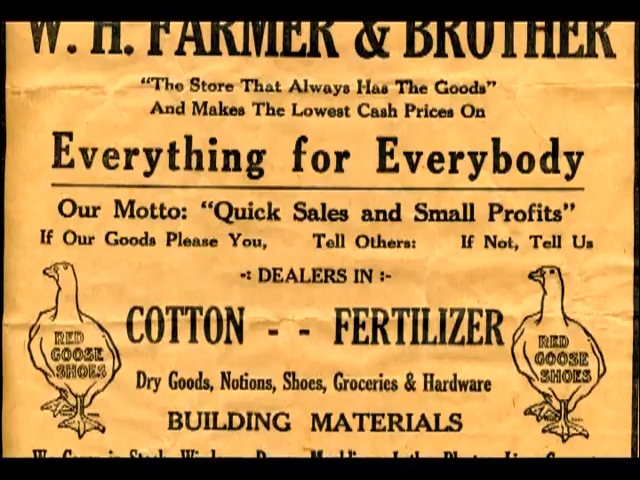 W. H. FARMER & BROTHER
"The Store That Always Has The Goods"
And Makes The Lowest Cash Prices On
Everything for Everybody
Our Motto: "Quick Sales and Small Profits"
If Our Goods Please You, Tell Others: If Not, Tell Us
-: DEALERS IN :-
COTTON - - FERTILIZER
RED
GOOSE
SHOES
RED
GOOSE
SHOES
Dry Goods, Notions, Shoes, Groceries & Hardware
BUILDING MATERIALS